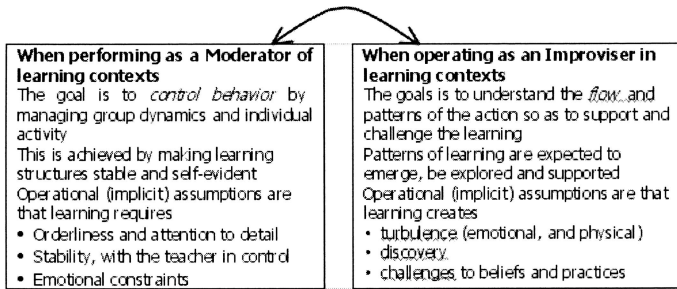 When performing as a Moderator of
learning contexts
The goal is to control behavior by
managing group dynamics and individual
activity
This is achieved by making learning
structures stable and self-evident
Operational (implicit) assumptions are
that learning requires
• Orderliness and attention to detail
• Stability, with the teacher in control
• Emotional constraints
When operating as an Improviser in
learning contexts
The goals is to understand the flow and
patterns of the action so as to support and
challenge the learning
Patterns of learning are expected to
emerge, be explored and supported
Operational (implicit) assumptions are that
learning creates
• turbulence (emotional, and physical)
• discovery
• challenges to beliefs and practices